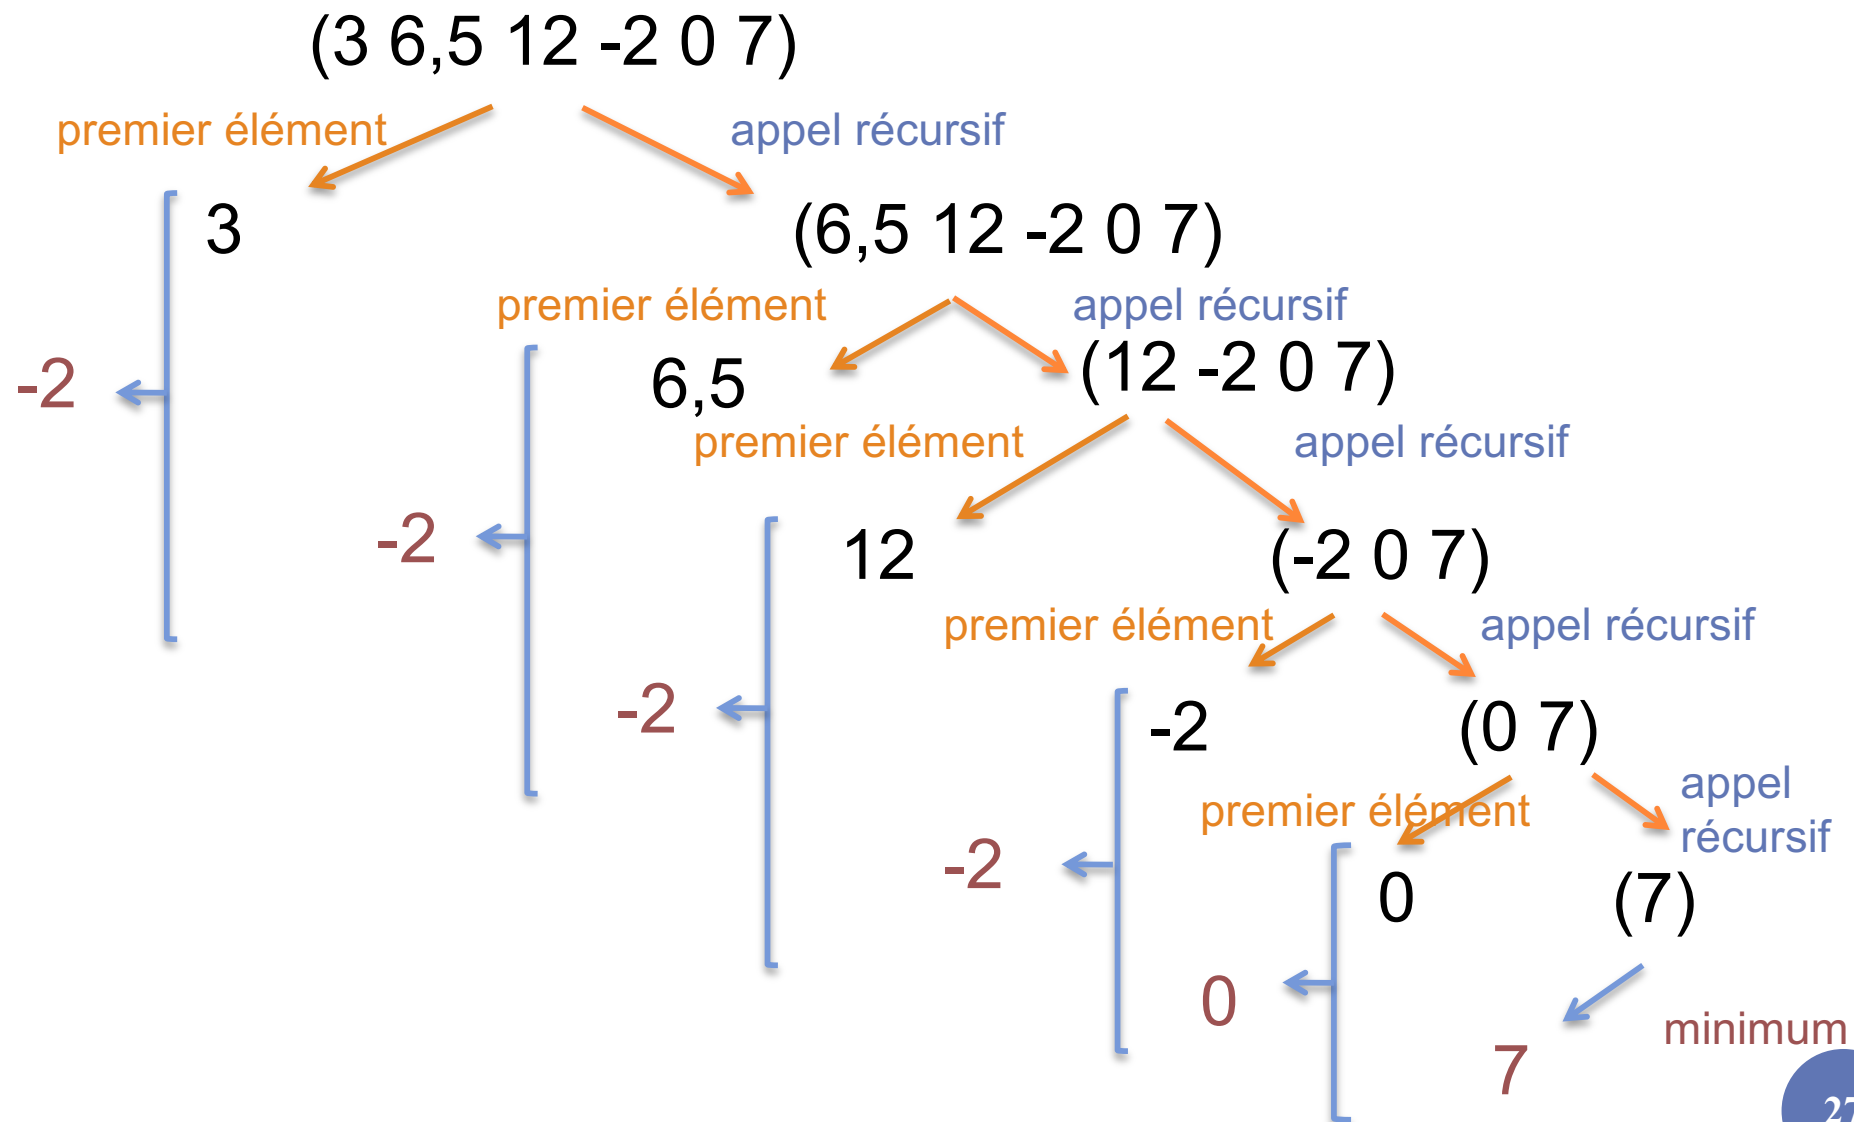 (3 6,5 12 -2 0 7)
premier élément
appel récursif
3
(6,5 12 -2 0 7)
premier élément
appel récursif
-2
6,5
(12 -2 0 7)
premier élément
appel récursif
-2
12
(-2 0 7)
premier élément
appel récursif
-2
-2
(0 7)
premier élément
appel
récursif
-2
0
(7)
0
7
minimum
27